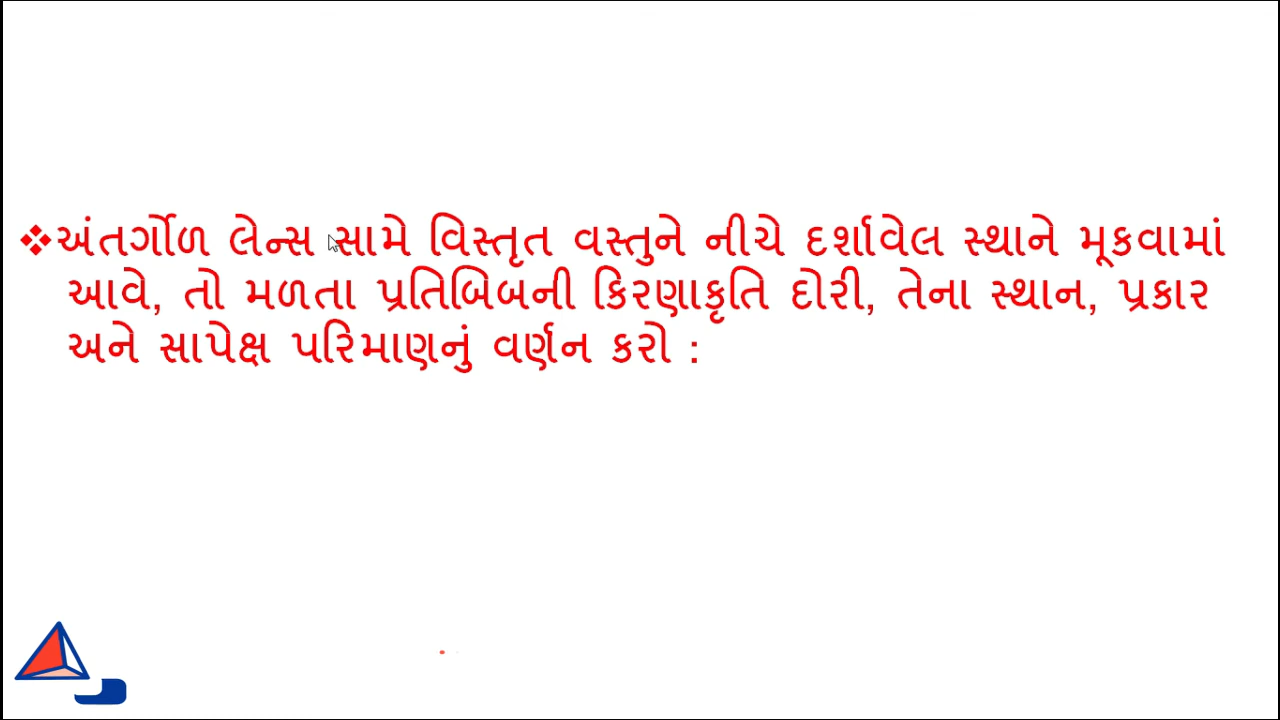 ❖અંતર્ગોળ લેન્સ સામે વિસ્તૃત વસ્તુને નીચે દર્શાવેલ સ્થાને મૂકવામાં
આવે, તો મળતા પ્રતિબિંબની કિરણાકૃતિ દોરી, તેના સ્થાન, પ્રકાર
અને સાપેક્ષ પરિમાણનું વર્ણન કરો :